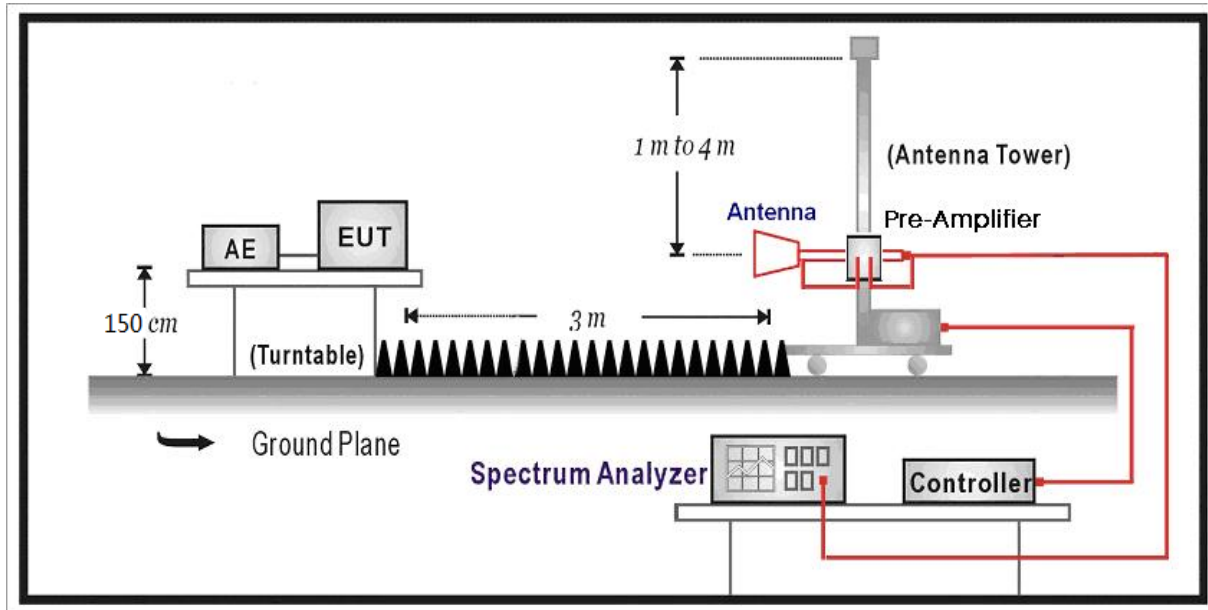 1 m to 4 m
(Antenna Tower)
Antenna
Pre-Amplifier
AE
EUT
150 cm
3 m
(Turntable)
Ground Plane
Spectrum Analyzer
Controller